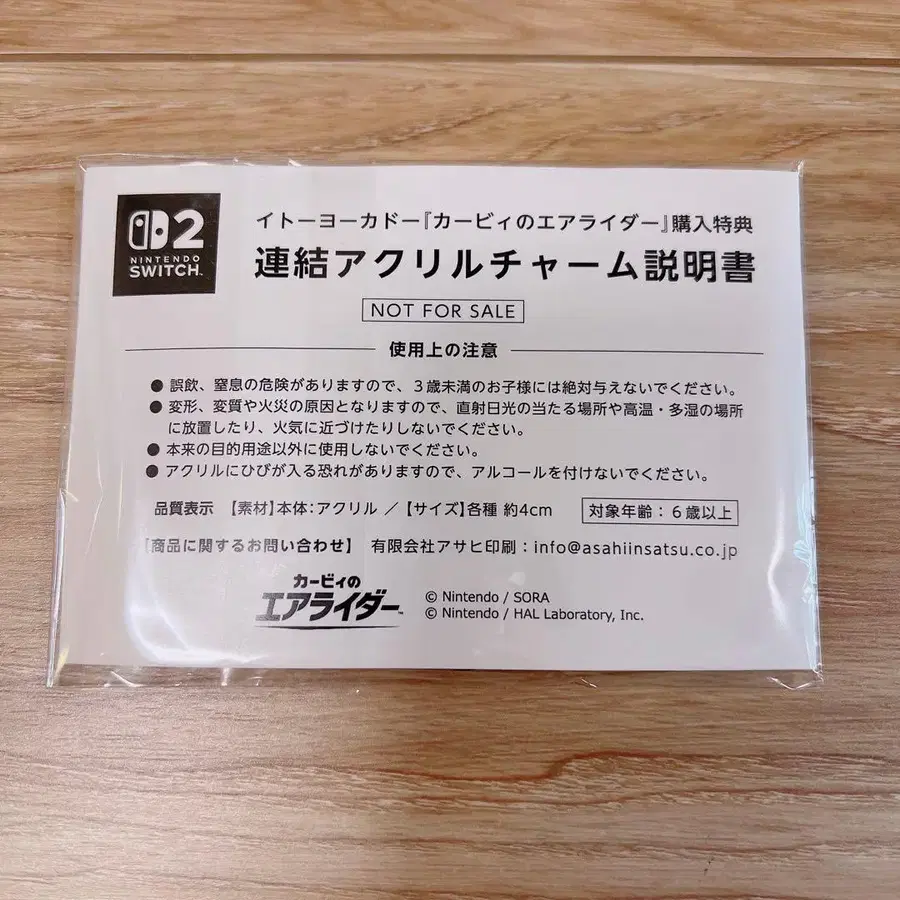 2
NINTENDO
SWITCH™
イトーヨーカドー『カービィのエアライダー』購入特典
連結アクリルチャーム説明書
NOT FOR SALE
使用上の注意
● 誤飲、窒息の危険がありますので、３歳未満のお子様には絶対与えないでください。
● 変形、変質や火災の原因となりますので、直射日光の当たる場所や高温・多湿の場所
に放置したり、火気に近づけたりしないでください。
● 本来の目的用途以外に使用しないでください。
● アクリルにひびが入る恐れがありますので、アルコールを付けないでください。
品質表示 【素材】本体：アクリル ／【サイズ】各種 約4cm 対象年齢：６歳以上
【商品に関するお問い合わせ】 有限会社アサヒ印刷：info@asahiinsatsu.co.jp
カービィの
エアライダー™
© Nintendo / SORA
© Nintendo / HAL Laboratory, Inc.